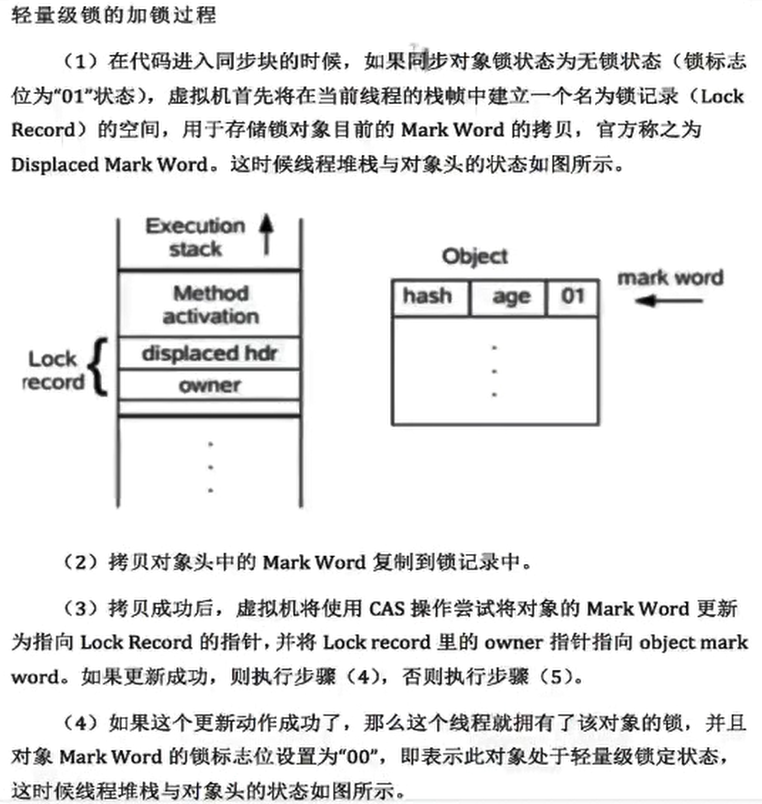 轻量级锁的加锁过程
（1）在代码进入同步块的时候，如果同步对象锁状态为无锁状态（锁标志
位为“01”状态），虚拟机首先将在当前线程的栈帧中建立一个名为锁记录（Lock
Record）的空间，用于存储锁对象目前的 Mark Word 的拷贝，官方称之为
Displaced Mark Word。这时候线程堆栈与对象头的状态如图所示。
Execution
stack
Method
activation
Lock
record
displaced hdr
owner
Object
hash age 01
mark word
（2）拷贝对象头中的 Mark Word 复制到锁记录中。
（3）拷贝成功后，虚拟机将使用 CAS 操作尝试将对象的 Mark Word 更新
为指向 Lock Record 的指针，并将 Lock record 里的 owner 指针指向 object mark
word。如果更新成功，则执行步骤（4），否则执行步骤（5）。
（4）如果这个更新动作成功了，那么这个线程就拥有了该对象的锁，并且
对象 Mark Word 的锁标志位设置为“00”，即表示此对象处于轻量级锁定状态，
这时候线程堆栈与对象头的状态如图所示。